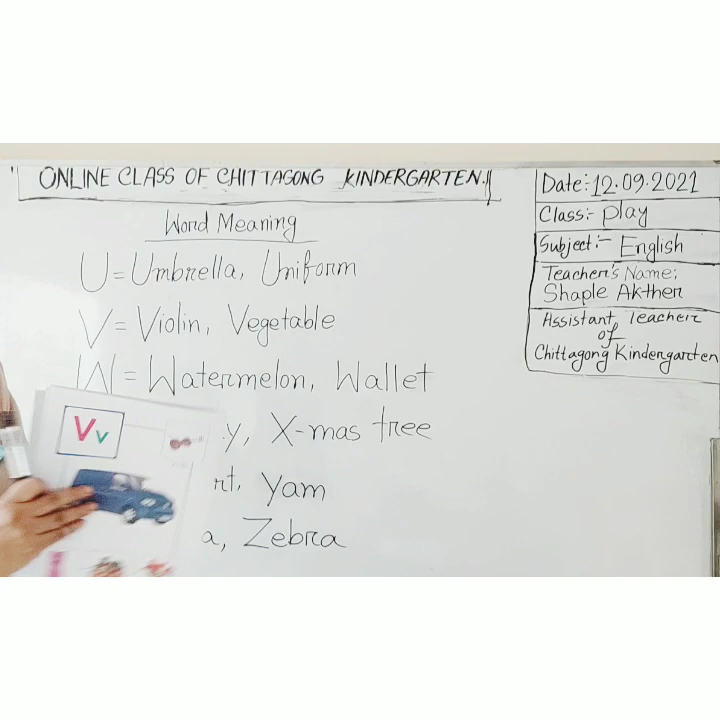 ONLINE CLASS OF CHITTAGONG KINDERGARTEN.
Word Meaning
U = Umbrella, Uniform
V = Violin, Vegetable
W = Watermelon, Wallet
y, X-mas tree
rt, Yam
a, Zebra
Vv
Date:-12.09.2021
Class:- Play
Subject:- English
Teacher's Name:
Shaple Akther
Assistant Teacher
of
Chittagong Kindergarten